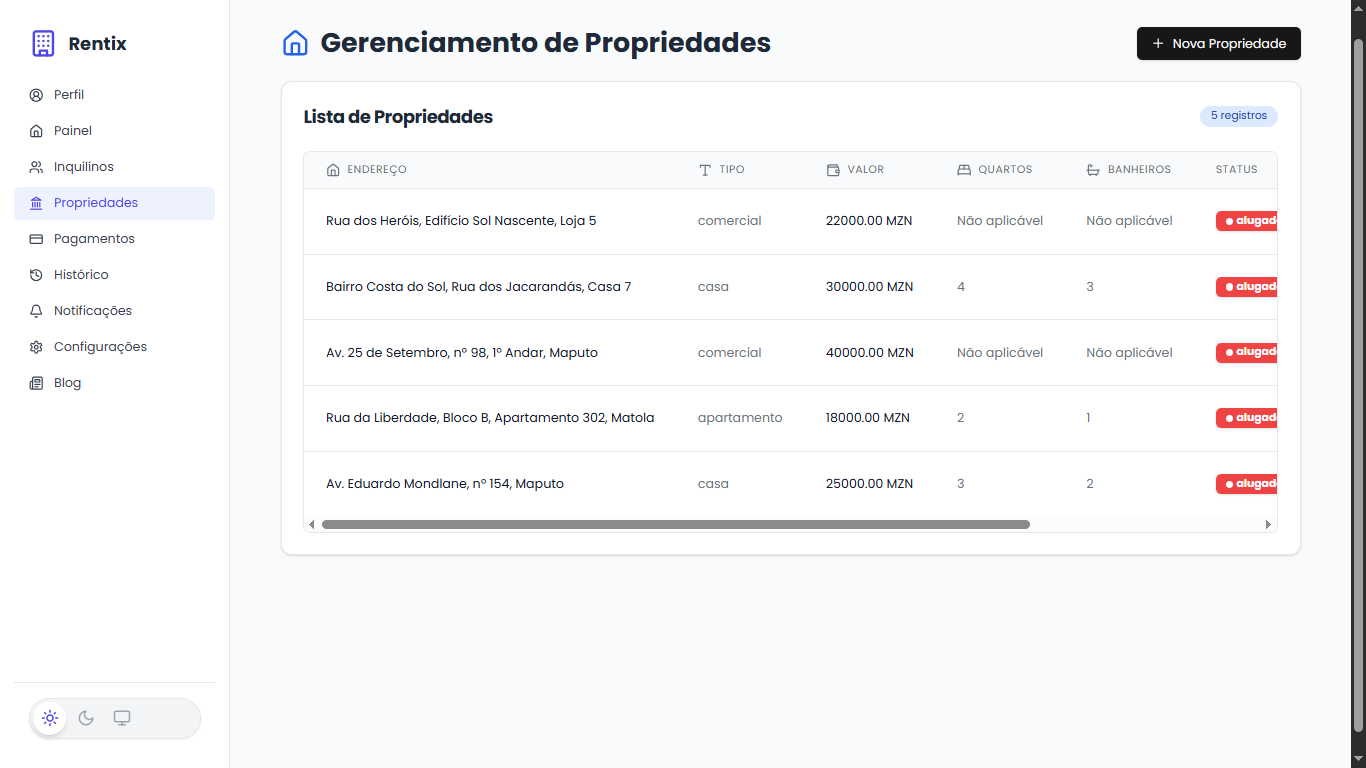 Rentix
Perfil
Painel
Inquilinos
Propriedades
Pagamentos
Histórico
Notificações
Configurações
Blog
Gerenciamento de Propriedades
Nova Propriedade
Lista de Propriedades
5 registros
ENDEREÇO TIPO VALOR QUARTOS BANHEIROS STATUS
Rua dos Heróis, Edifício Sol Nascente, Loja 5 comercial 22000.00 MZN Não aplicável Não aplicável alugad
Bairro Costa do Sol, Rua dos Jacarandás, Casa 7 casa 30000.00 MZN 4 3 alugad
Av. 25 de Setembro, nº 98, 1º Andar, Maputo comercial 40000.00 MZN Não aplicável Não aplicável alugad
Rua da Liberdade, Bloco B, Apartamento 302, Matola apartamento 18000.00 MZN 2 1 alugad
Av. Eduardo Mondlane, nº 154, Maputo casa 25000.00 MZN 3 2 alugad